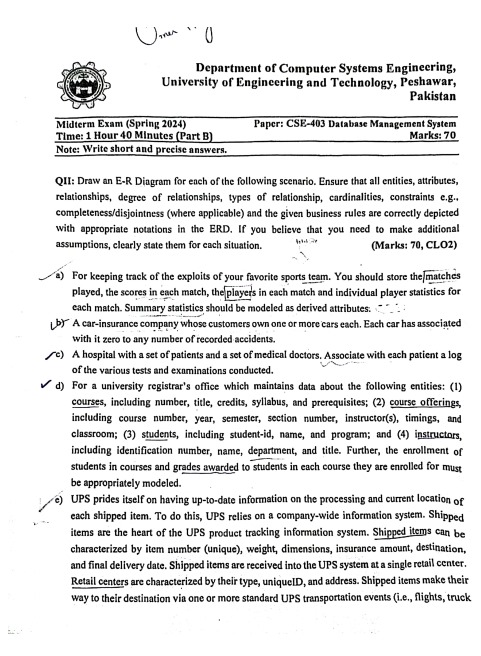 Department of Computer Systems Engineering,
University of Engineering and Technology, Peshawar,
Pakistan
Midterm Exam (Spring 2024) Paper: CSE-403 Database Management System
Time: 1 Hour 40 Minutes (Part B) Marks: 70
Note: Write short and precise answers.
QII: Draw an E-R Diagram for each of the following scenario. Ensure that all entities, attributes,
relationships, degree of relationships, types of relationship, cardinalities, constraints e.g.,
completeness/disjointness (where applicable) and the given business rules are correctly depicted
with appropriate notations in the ERD. If you believe that you need to make additional
assumptions, clearly state them for each situation. (Marks: 70, CLO2)
a) For keeping track of the exploits of your favorite sports team. You should store the matches
played, the scores in each match, the players in each match and individual player statistics for
each match. Summary statistics should be modeled as derived attributes.
b) A car-insurance company whose customers own one or more cars each. Each car has associated
with it zero to any number of recorded accidents.
c) A hospital with a set of patients and a set of medical doctors. Associate with each patient a log
of the various tests and examinations conducted.
d) For a university registrar's office which maintains data about the following entities: (1)
courses, including number, title, credits, syllabus, and prerequisites; (2) course offerings,
including course number, year, semester, section number, instructor(s), timings, and
classroom; (3) students, including student-id, name, and program; and (4) instructors,
including identification number, name, department, and title. Further, the enrollment of
students in courses and grades awarded to students in each course they are enrolled for must
be appropriately modeled.
e) UPS prides itself on having up-to-date information on the processing and current location of
each shipped item. To do this, UPS relies on a company-wide information system. Shipped
items are the heart of the UPS product tracking information system. Shipped items can be
characterized by item number (unique), weight, dimensions, insurance amount, destination,
and final delivery date. Shipped items are received into the UPS system at a single retail center.
Retail centers are characterized by their type, uniqueID, and address. Shipped items make their
way to their destination via one or more standard UPS transportation events (i.e., flights, truck